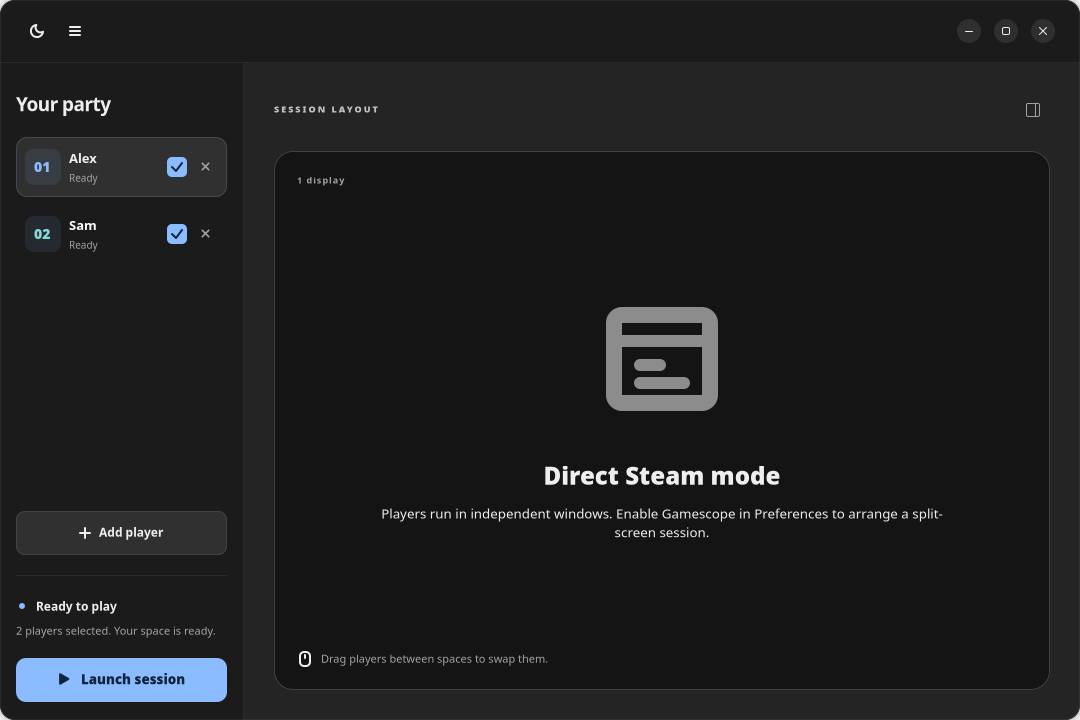 Your party
SESSION LAYOUT
01
Alex
Ready
02
Sam
Ready
1 display
Direct Steam mode
Players run in independent windows. Enable Gamescope in Preferences to arrange a split-
screen session.
Add player
Ready to play
2 players selected. Your space is ready.
Launch session
Drag players between spaces to swap them.